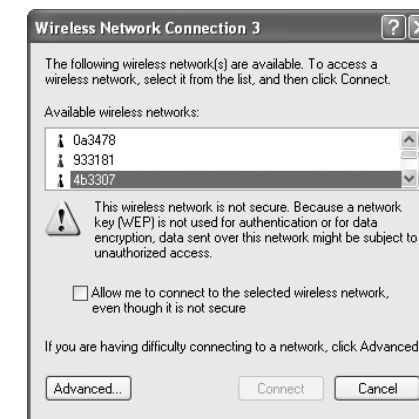 Wireless Network Connection 3
The following wireless network(s) are available. To access a
wireless network, select it from the list, and then click Connect.
Available wireless networks:
0a3478
933181
4b3307
This wireless network is not secure. Because a network
key (WEP) is not used for authentication or for data
encryption, data sent over this network might be subject to
unauthorized access.
Allow me to connect to the selected wireless network,
even though it is not secure
If you are having difficulty connecting to a network, click Advanced
Advanced... Connect Cancel